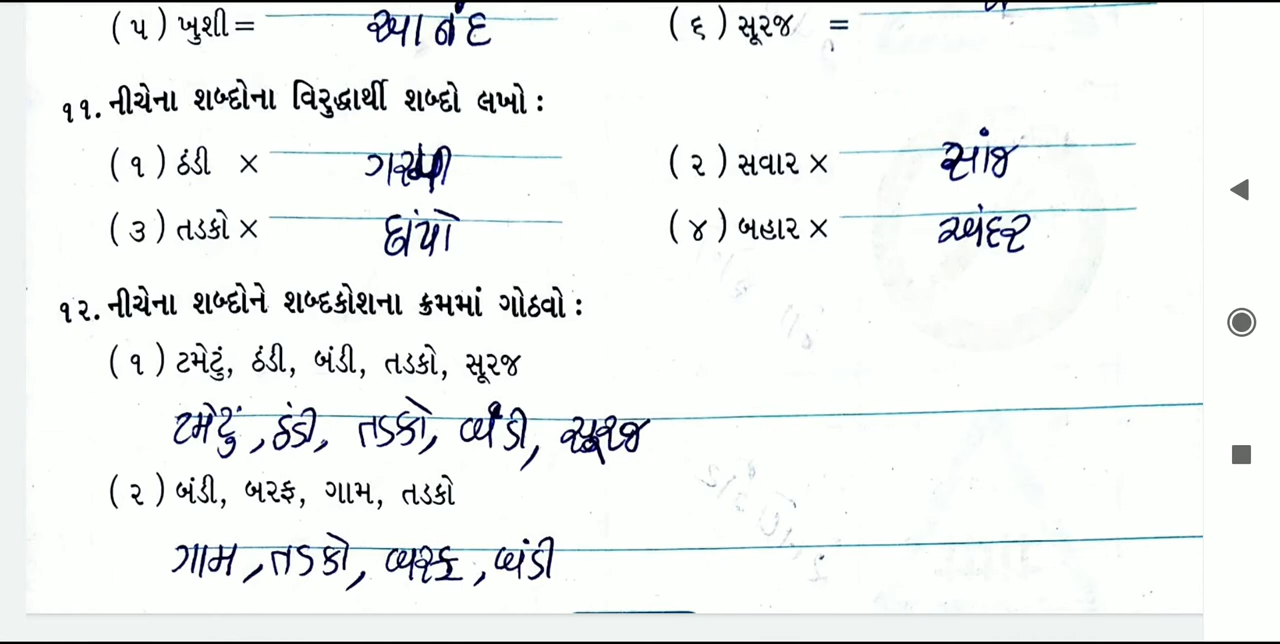 (૫) ખુશી = આનંદ (૬) સૂરજ =
૧૧. નીચેના શબ્દોના વિરુદ્ધાર્થી શબ્દો લખો :
(૧) ઠંડી × ગરમી (૨) સવાર × સાંજ
(૩) તડકો × છાંયો (૪) બહાર × અંદર
૧૨. નીચેના શબ્દોને શબ્દકોશના ક્રમમાં ગોઠવો :
(૧) ટમેટું, ઠંડી, બંડી, તડકો, સૂરજ
ટમેટું, ઠંડી, તડકો, બંડી, સૂરજ
(૨) બંડી, બરફ, ગામ, તડકો
ગામ, તડકો, બરફ, બંડી